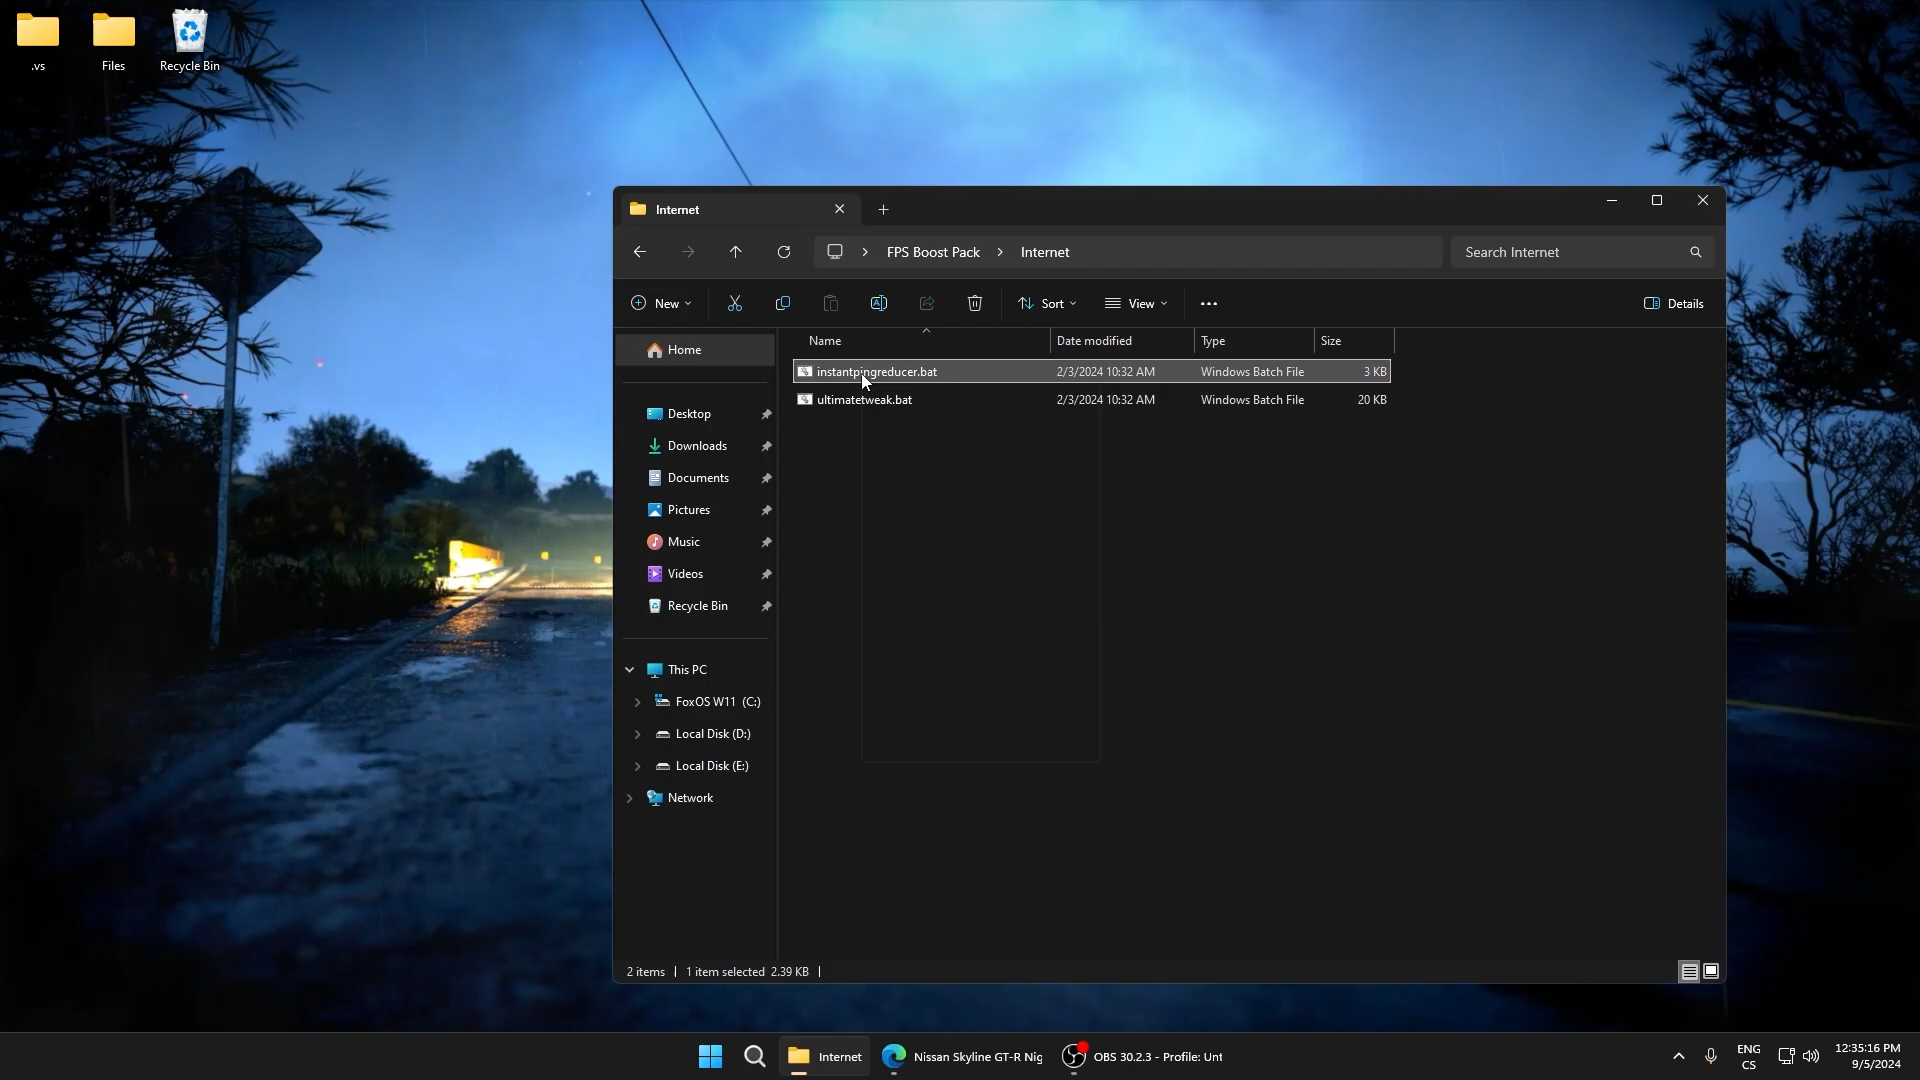 .vs
Files
Recycle Bin
Internet
FPS Boost Pack
Internet
Search Internet
New
Sort
View
Details
Home
Name
Date modified
Type
Size
instantpingreducer.bat
2/3/2024 10:32 AM
Windows Batch File
3 KB
ultimatetweak.bat
2/3/2024 10:32 AM
Windows Batch File
20 KB
Desktop
Downloads
Documents
Pictures
Music
Videos
Recycle Bin
This PC
FoxOS W11 (C:)
Local Disk (D:)
Local Disk (E:)
Network
2 items
1 item selected 2.39 KB
Internet
Nissan Skyline GT-R Nig
OBS 30.2.3 - Profile: Unt
ENG
CS
12:35:16 PM
9/5/2024